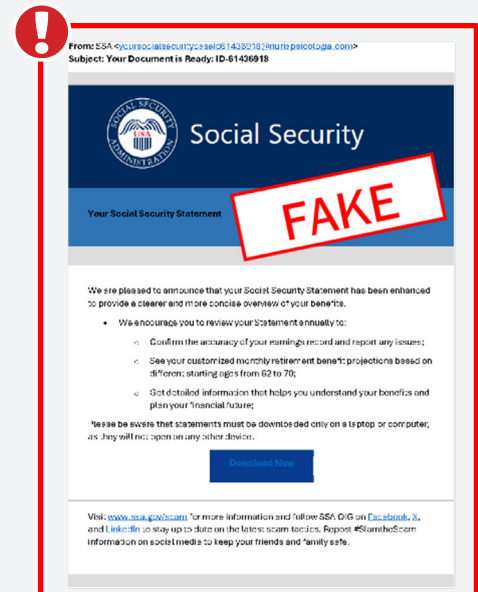 From: SSA <yoursocialsecuritycaseid61436918@nuriepsicologia.com>
Subject: Your Document is Ready: ID-61436918
SOCIAL SECURITY ADMINISTRATION
USA
Social Security
Your Social Security Statement
FAKE
We are pleased to announce that your Social Security Statement has been enhanced
to provide a clearer and more concise overview of your benefits.
• We encourage you to review your Statement annually to:
o Confirm the accuracy of your earnings record and report any issues;
o See your customized monthly retirement benefit projections based on
different starting ages from 62 to 70;
o Get detailed information that helps you understand your benefits and
plan your financial future;
Please be aware that statements must be downloaded only on a laptop or computer,
as they will not open on any other device.
Download Now
Visit www.ssa.gov/scam for more information and follow SSA OIG on Facebook, X,
and LinkedIn to stay up to date on the latest scam tactics. Repost #SlamtheScam
information on social media to keep your friends and family safe.